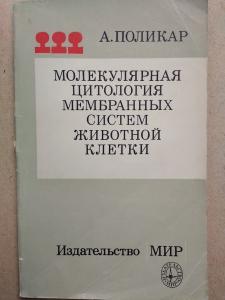 А.ПОЛИКАР
МОЛЕКУЛЯРНАЯ
ЦИТОЛОГИЯ
МЕМБРАННЫХ
СИСТЕМ
ЖИВОТНОЙ
КЛЕТКИ
Издательство МИР